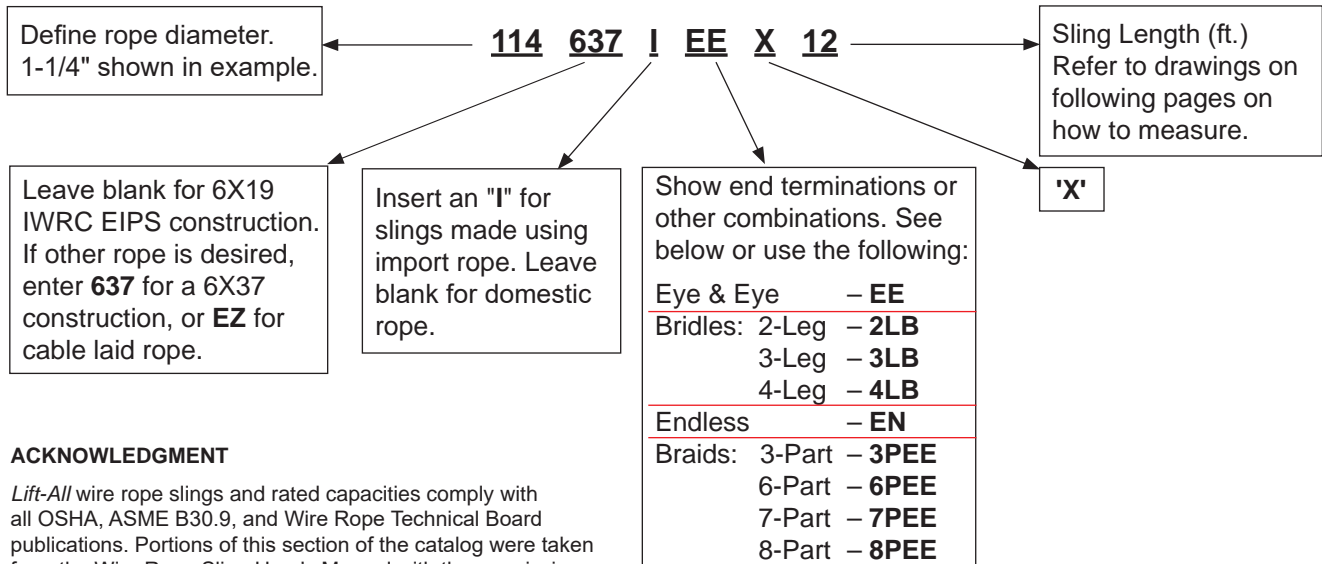 Define rope diameter.
1-1/4" shown in example.
114 637 I EE X 12
Sling Length (ft.)
Refer to drawings on
following pages on
how to measure.
Leave blank for 6X19
IWRC EIPS construction.
If other rope is desired,
enter 637 for a 6X37
construction, or EZ for
cable laid rope.
Insert an "I" for
slings made using
import rope. Leave
blank for domestic
rope.
Show end terminations or
other combinations. See
below or use the following:
Eye & Eye – EE
Bridles: 2-Leg – 2LB
3-Leg – 3LB
4-Leg – 4LB
Endless – EN
Braids: 3-Part – 3PEE
6-Part – 6PEE
7-Part – 7PEE
8-Part – 8PEE
'X'
ACKNOWLEDGMENT
Lift-All wire rope slings and rated capacities comply with
all OSHA, ASME B30.9, and Wire Rope Technical Board
publications. Portions of this section of the catalog were taken